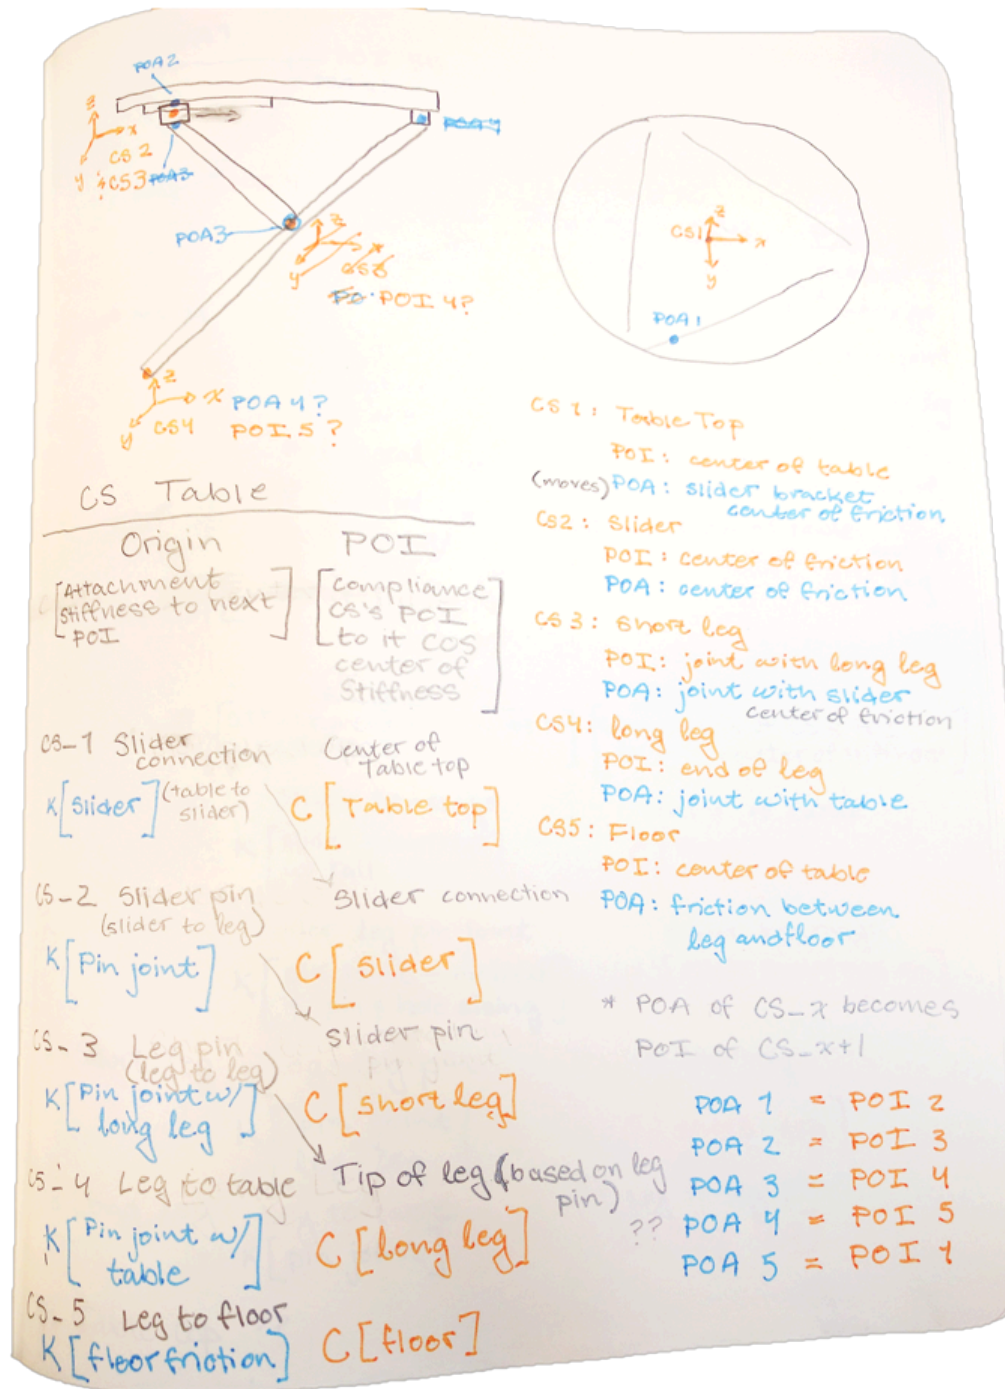 POA2
z
x
y
CS 2
& CS3 POA3
POA4
POA3
z
y
CS3
PO. POI 4?
z
x
y
CS4
POA 4?
POI 5?
z
CS1
x
y
POA 1
CS 1: Table Top
POI: center of table
(moves) POA: slider bracket
center of friction
CS2: Slider
POI: center of friction
POA: center of friction
CS 3: Short leg
POI: joint with long leg
POA: joint with slider
center of friction
CS4: long leg
POI: end of leg
POA: joint with table
CS5: Floor
POI: center of table
POA: friction between
leg and floor
* POA of CS_x becomes
POI of CS_x+1
POA 1 = POI 2
POA 2 = POI 3
POA 3 = POI 4
?? POA 4 = POI 5
POA 5 = POI 1
CS Table
Origin POI
[Attachment
stiffness to next
POI]
[compliance
CS's POI
to it COS
center of
Stiffness]
CS_1 Slider
connection
Center of
Table top
K[Slider] (table to
slider)
C [Table top]
CS_2 Slider pin
(slider to leg)
Slider connection
K[Pin joint] C[Slider]
CS_3 Leg pin
(leg to leg)
Slider pin
K[Pin joint w/
long leg]
C[short leg]
CS_4 Leg to table
Tip of leg (based on leg
pin)
K[Pin joint w/
table]
C[long leg]
CS_5 Leg to floor
K[floor friction] C[floor]